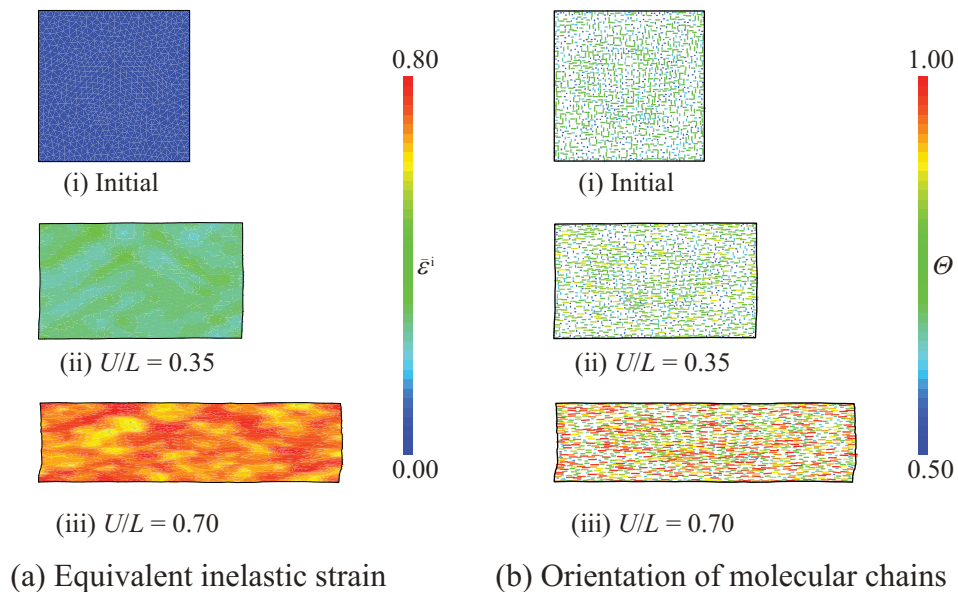 0.80
(i) Initial
ε̄ⁱ
(ii) U/L = 0.35
0.00
(iii) U/L = 0.70
(a) Equivalent inelastic strain
1.00
(i) Initial
Θ
(ii) U/L = 0.35
0.50
(iii) U/L = 0.70
(b) Orientation of molecular chains